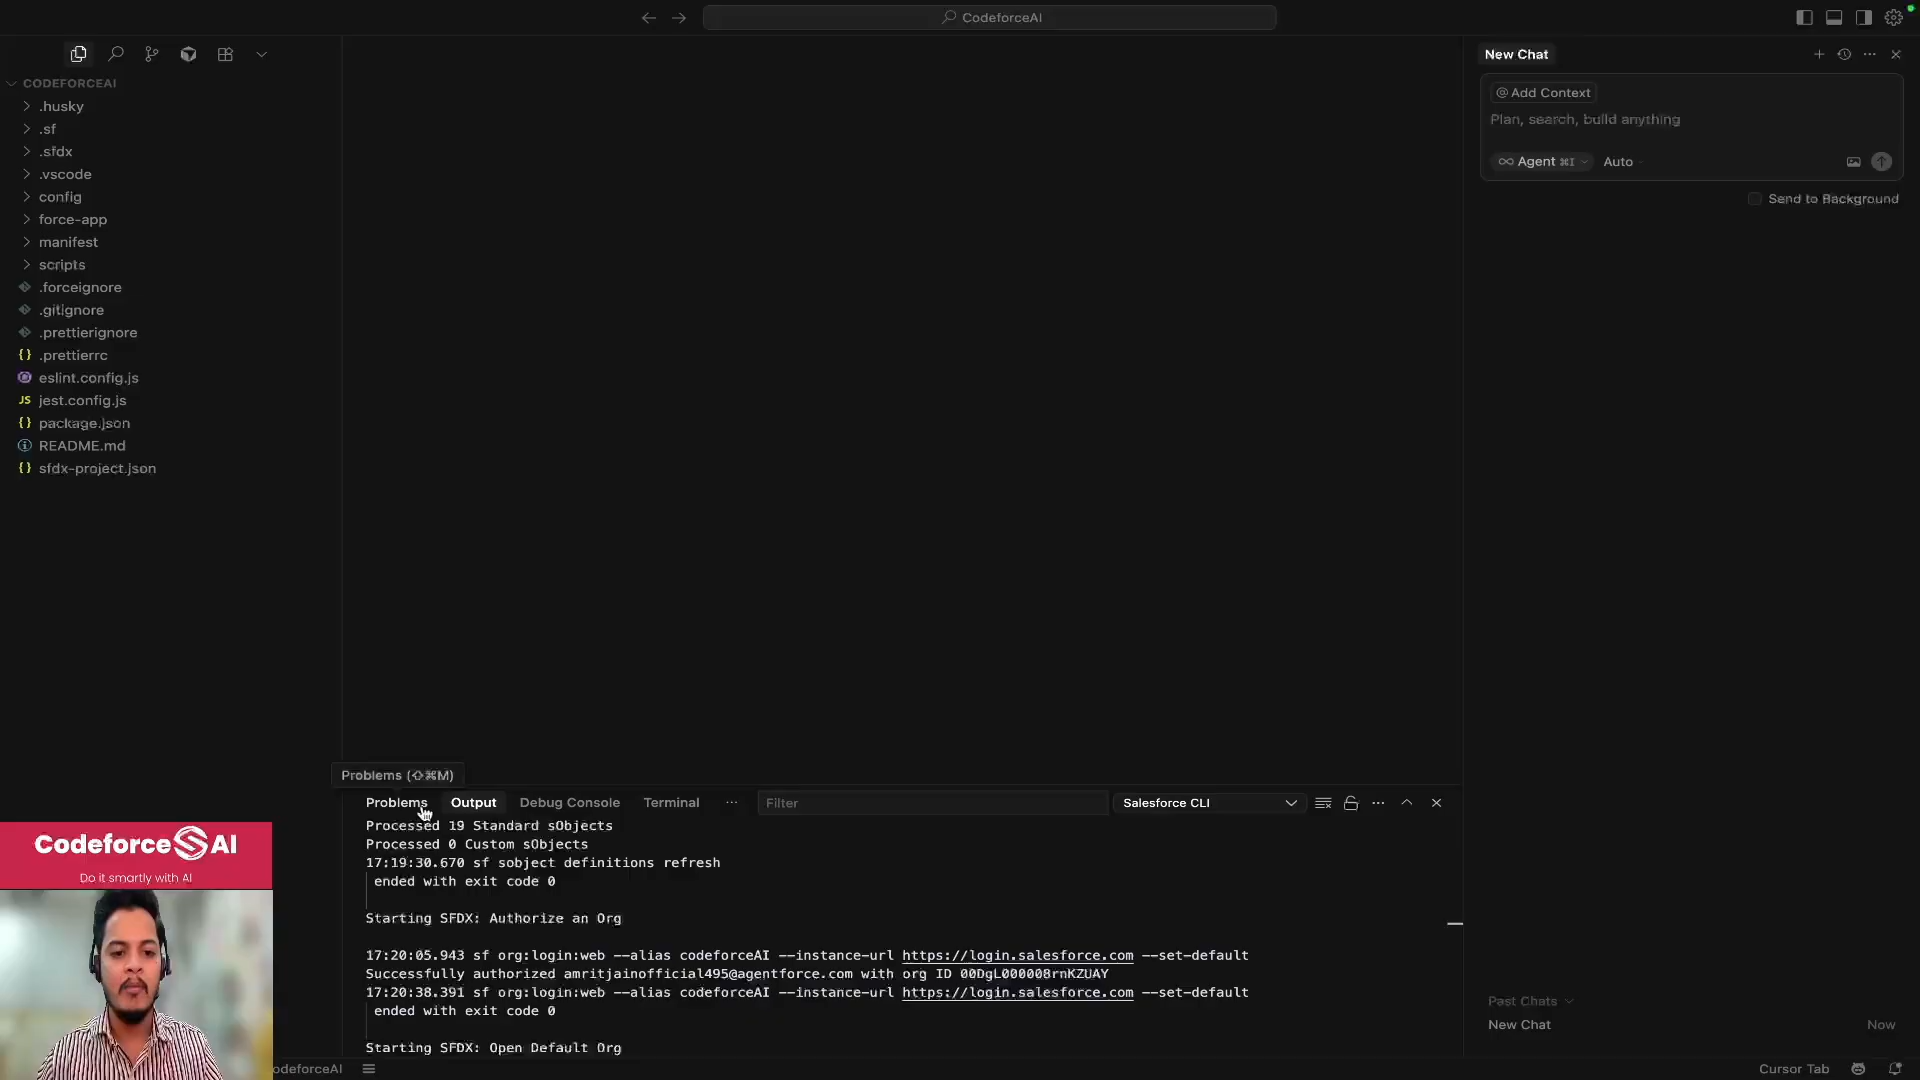 CodeforceAI
CODEFORCEAI
.husky
.sf
.sfdx
.vscode
config
force-app
manifest
scripts
.forceignore
.gitignore
.prettierignore
.prettierrc
eslint.config.js
JS jest.config.js
package.json
README.md
sfdx-project.json
New Chat
@ Add Context
Plan, search, build anything
Agent ⌘I
Auto
Send to Background
Problems (⇧⌘M)
Problems
Output
Debug Console
Terminal
Filter
Salesforce CLI
Processed 19 Standard sObjects
Processed 0 Custom sObjects
17:19:30.670 sf sobject definitions refresh
ended with exit code 0
Starting SFDX: Authorize an Org
17:20:05.943 sf org:login:web --alias codeforceAI --instance-url https://login.salesforce.com --set-default
Successfully authorized amritjainofficial495@agentforce.com with org ID 00DgL000008rnKZUAY
17:20:38.391 sf org:login:web --alias codeforceAI --instance-url https://login.salesforce.com --set-default
ended with exit code 0
Starting SFDX: Open Default Org
Past Chats
New Chat
Now
Codeforce AI
Do it smartly with AI
odeforceAI
Cursor Tab